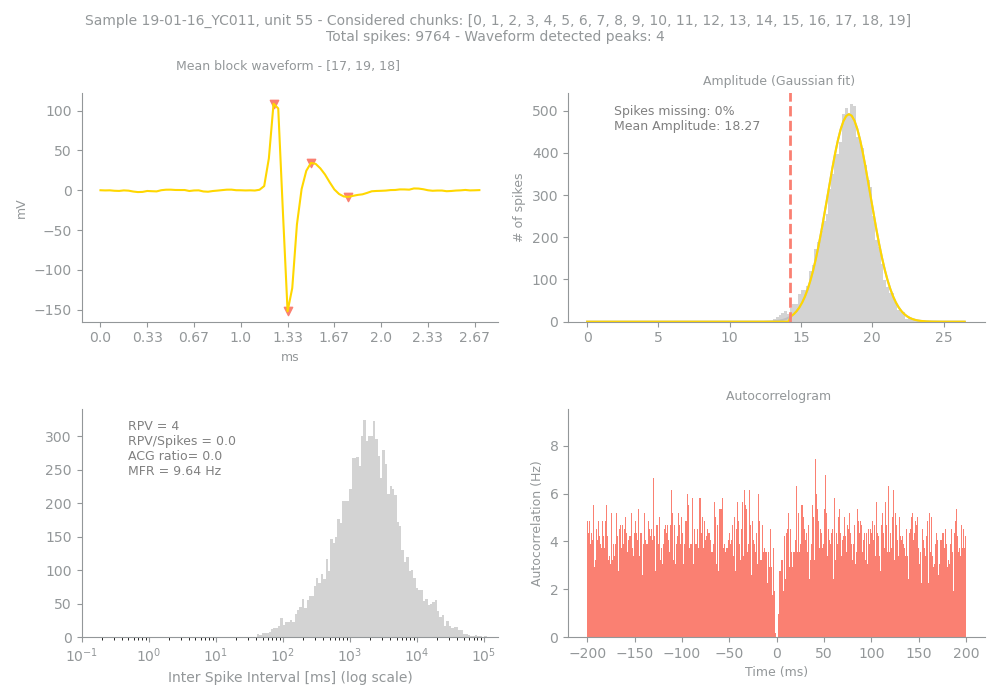 Sample 19-01-16_YC011, unit 55 - Considered chunks: [0, 1, 2, 3, 4, 5, 6, 7, 8, 9, 10, 11, 12, 13, 14, 15, 16, 17, 18, 19]
Total spikes: 9764 - Waveform detected peaks: 4
Mean block waveform - [17, 19, 18]
100
50
0
−50
−100
−150
mV
0.0 0.33 0.67 1.0 1.33 1.67 2.0 2.33 2.67
ms
Amplitude (Gaussian fit)
Spikes missing: 0%
Mean Amplitude: 18.27
500
400
300
200
100
0
# of spikes
0 5 10 15 20 25
RPV = 4
RPV/Spikes = 0.0
ACG ratio= 0.0
MFR = 9.64 Hz
300
250
200
150
100
50
0
10⁻¹ 10⁰ 10¹ 10² 10³ 10⁴ 10⁵
Inter Spike Interval [ms] (log scale)
Autocorrelogram
8
6
4
2
0
Autocorrelation (Hz)
−200 −150 −100 −50 0 50 100 150 200
Time (ms)